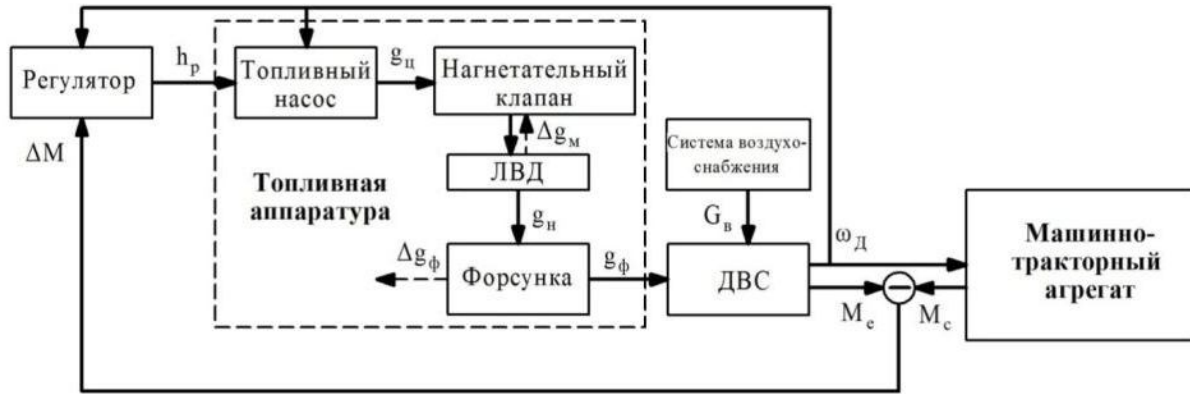 Регулятор
h_р
Топливный
насос
g_ц
Нагнетательный
клапан
Δg_м
ΔM
ЛВД
Топливная
аппаратура
g_н
Система воздухо-
снабжения
G_в
ω_Д
Δg_ф
Форсунка
g_ф
ДВС
M_е
M_с
Машинно-
тракторный
агрегат